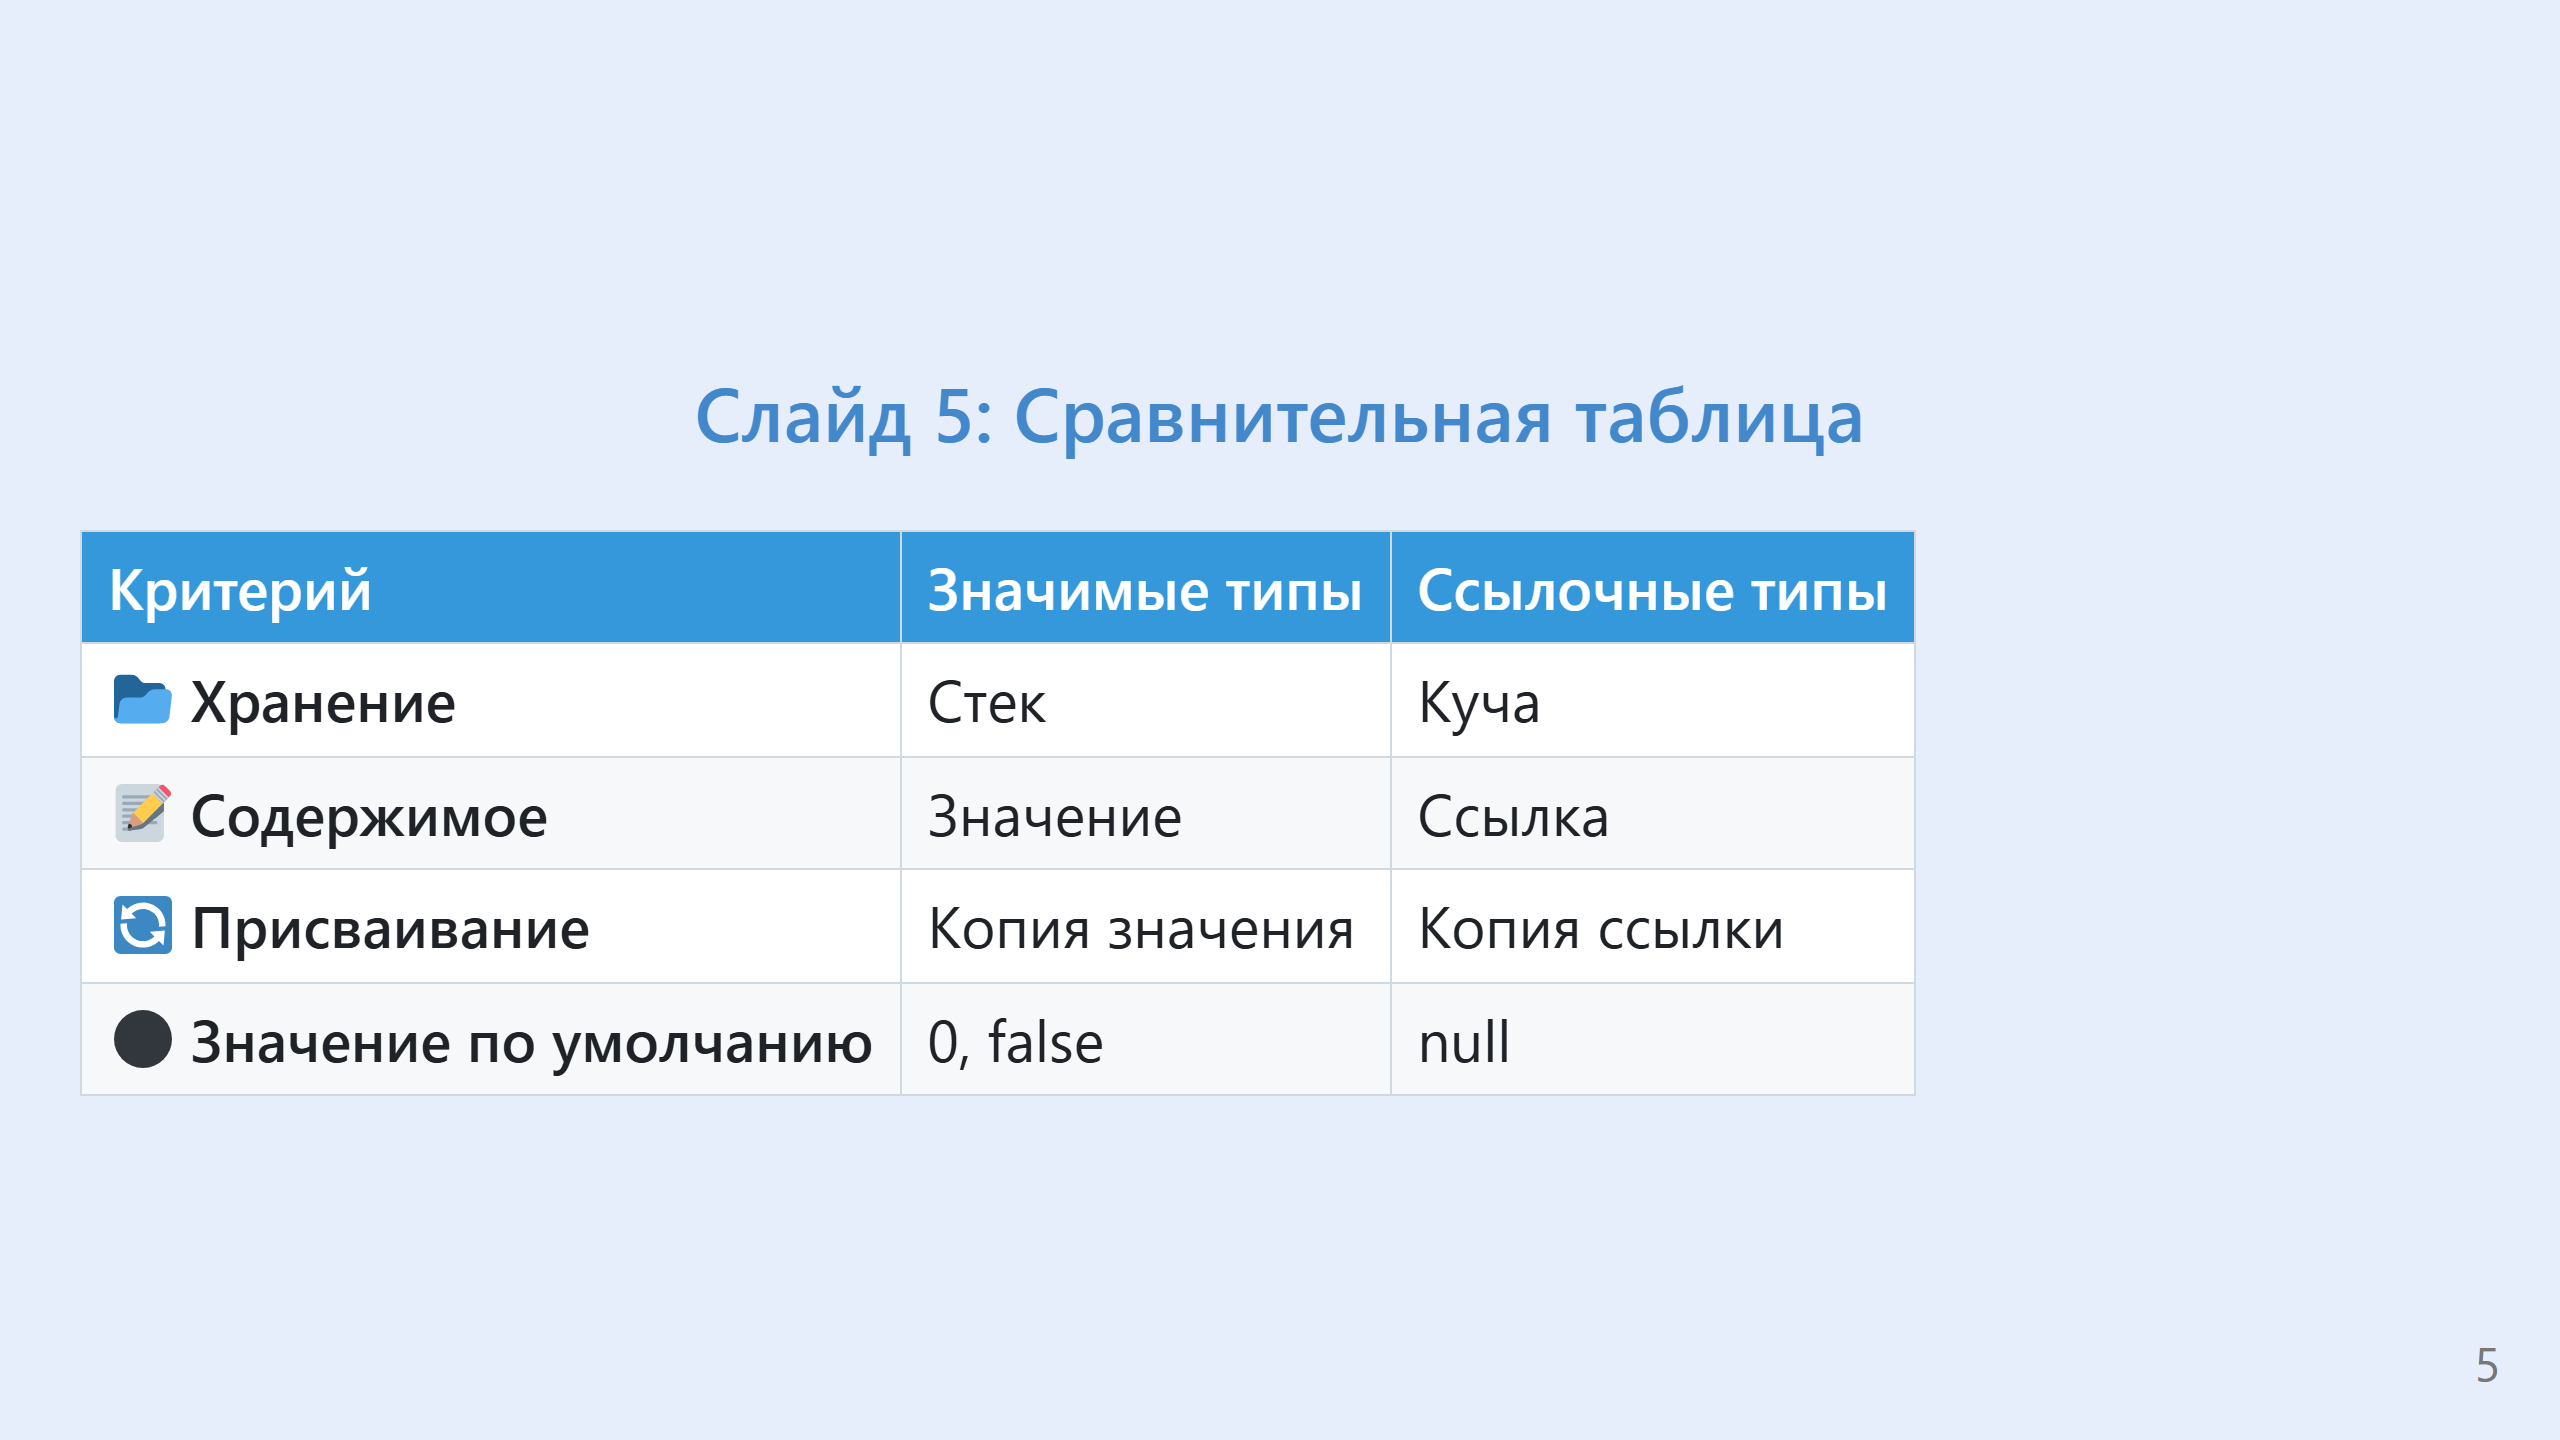 Слайд 5: Сравнительная таблица
Критерий Значимые типы Ссылочные типы
Хранение Стек Куча
Содержимое Значение Ссылка
Присваивание Копия значения Копия ссылки
Значение по умолчанию 0, false null
5